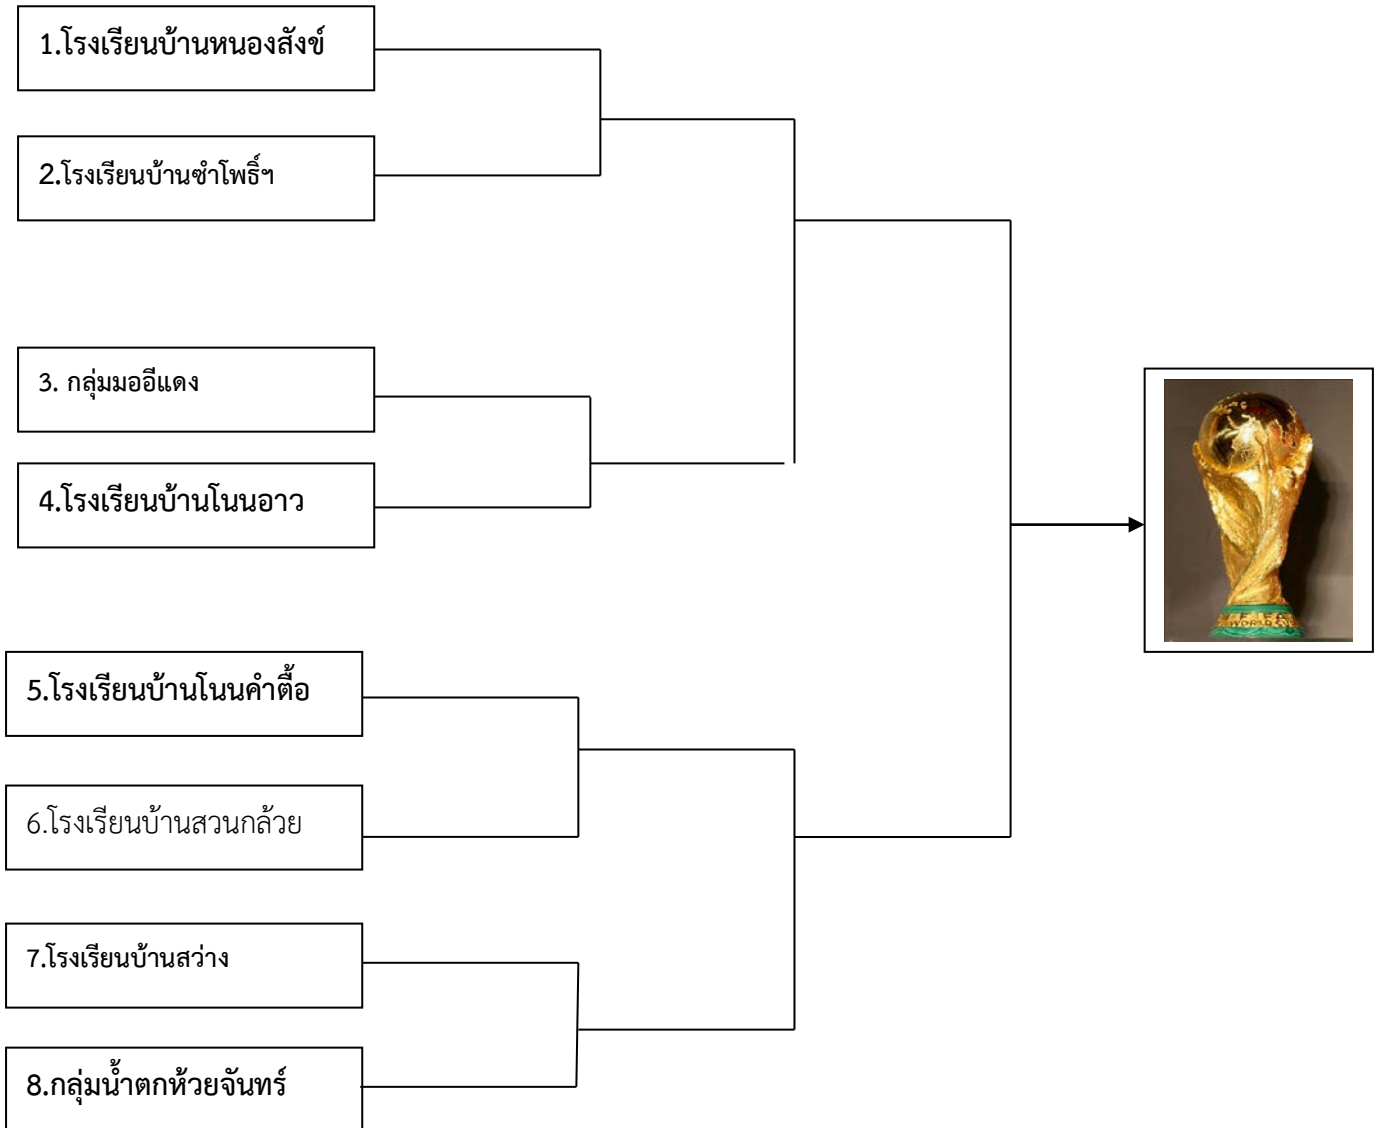 1.โรงเรียนบ้านหนองสังข์
2.โรงเรียนบ้านซำโพธิ์ฯ
3. กลุ่มมออีแดง
4.โรงเรียนบ้านโนนอาว
5.โรงเรียนบ้านโนนคำตื้อ
6.โรงเรียนบ้านสวนกล้วย
7.โรงเรียนบ้านสว่าง
8.กลุ่มน้ำตกห้วยจันทร์